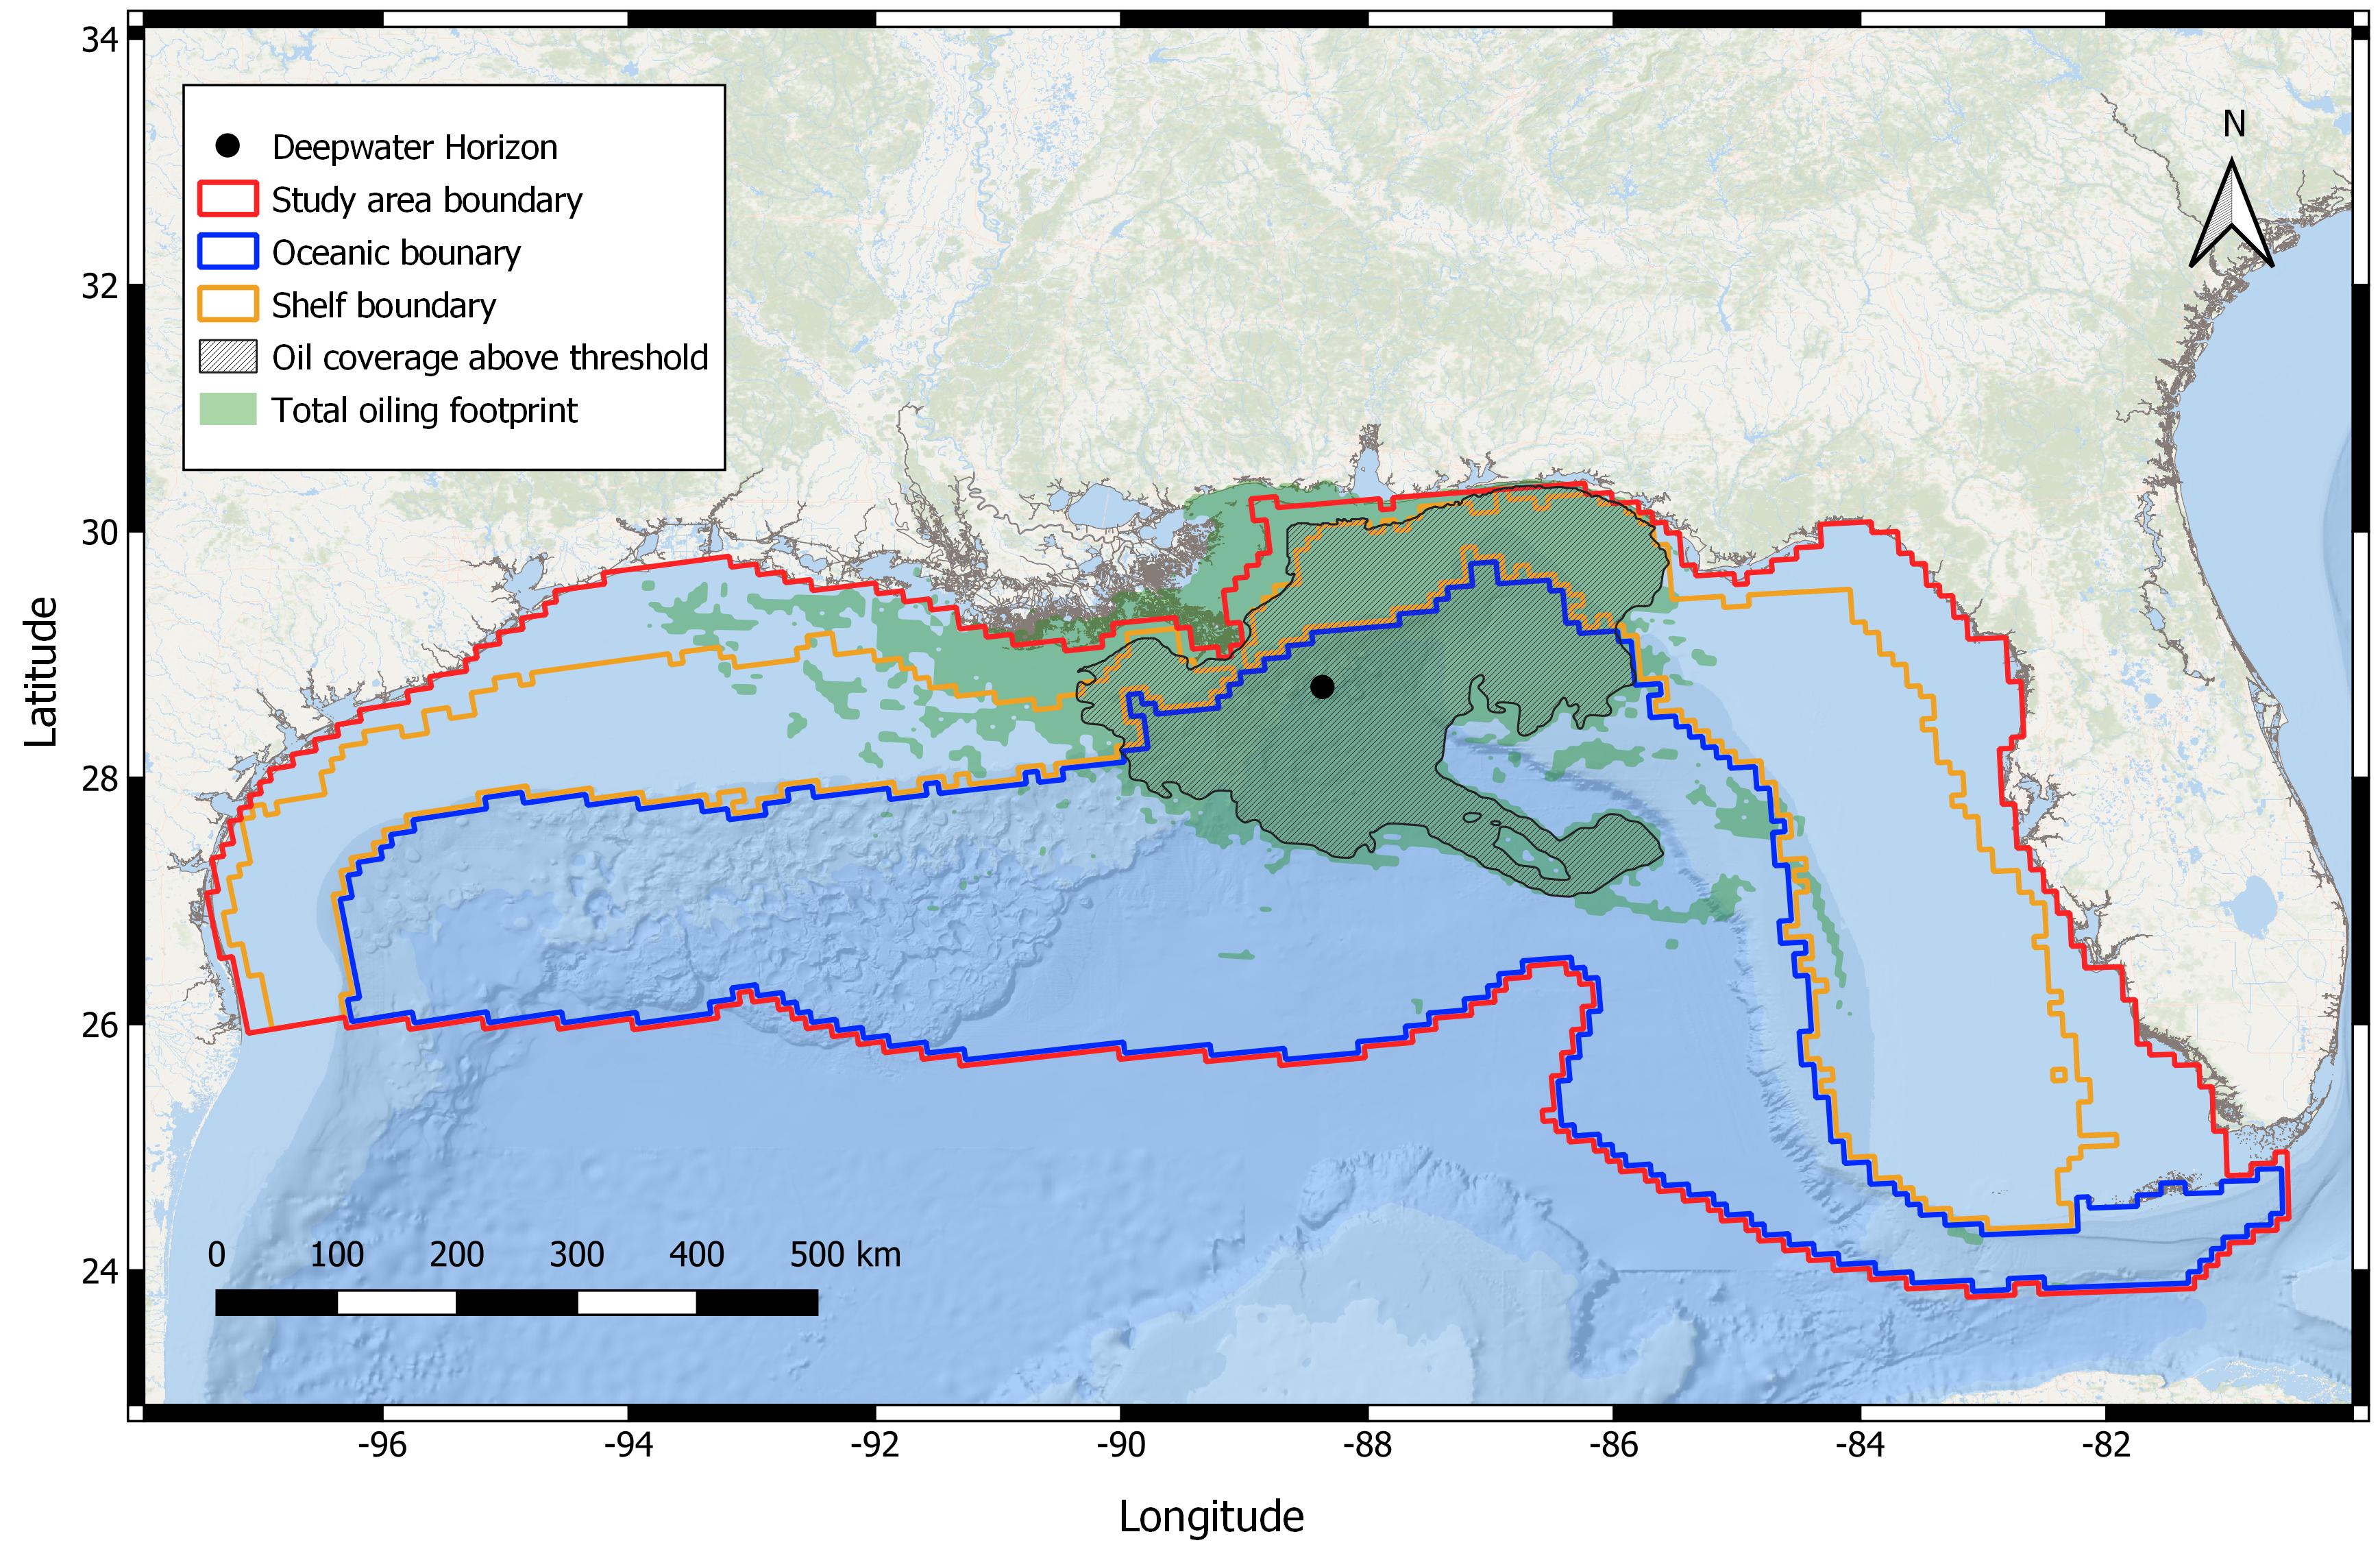 34
32
30
28
26
24
Latitude
Deepwater Horizon
Study area boundary
Oceanic bounary
Shelf boundary
Oil coverage above threshold
Total oiling footprint
N
0 100 200 300 400 500 km
-96 -94 -92 -90 -88 -86 -84 -82
Longitude